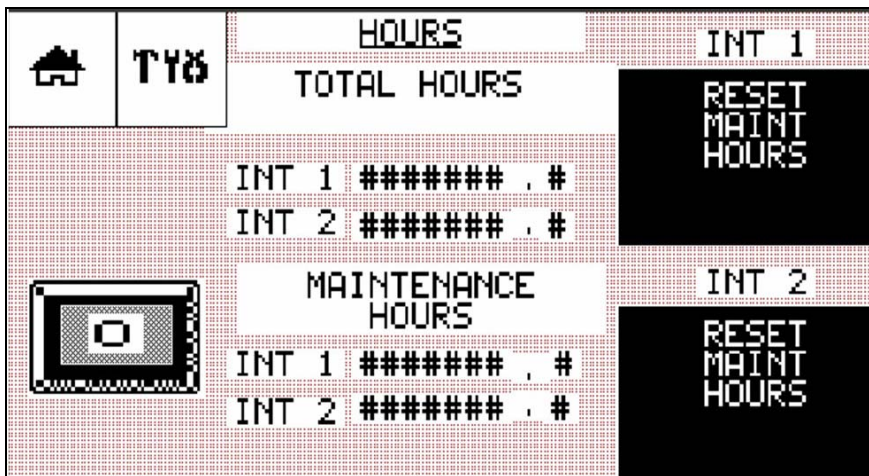 HOURS
TOTAL HOURS
INT 1 #######.#
INT 2 #######.#
MAINTENANCE
HOURS
INT 1 #######.#
INT 2 #######.#
INT 1
RESET
MAINT
HOURS
INT 2
RESET
MAINT
HOURS